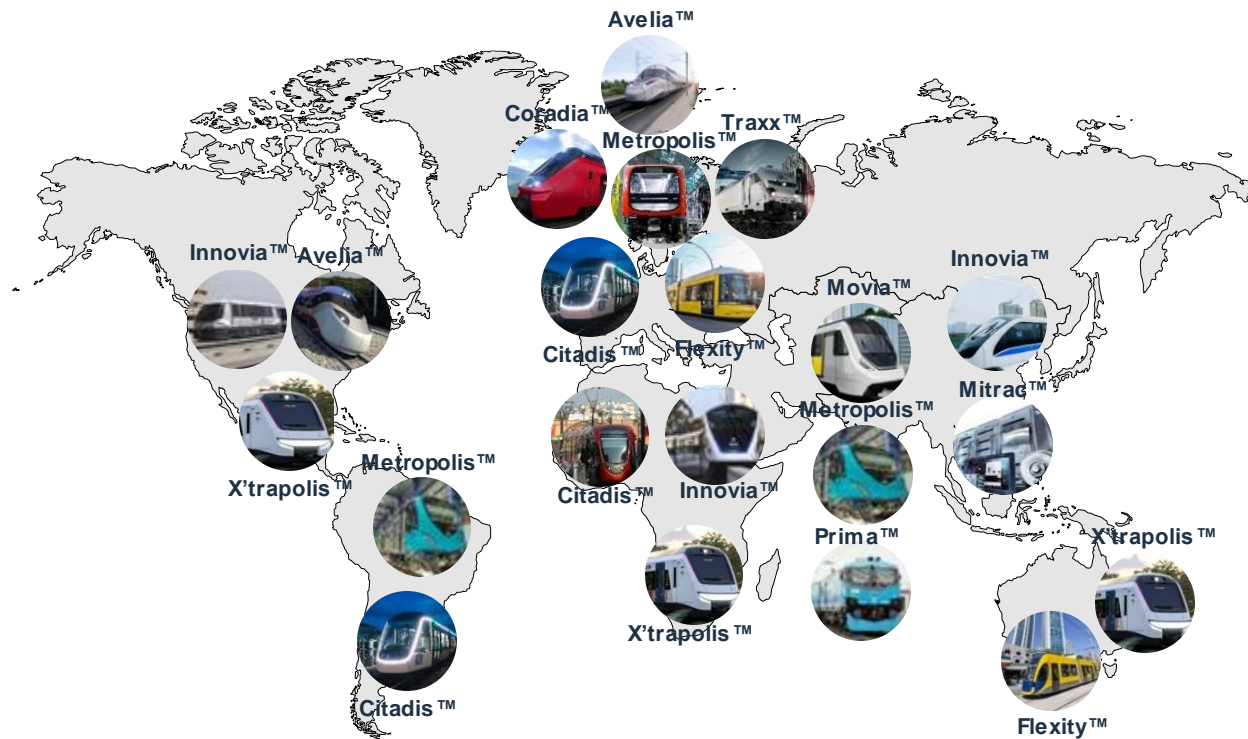 Avelia™
Coradia™
Traxx™
Metropolis™
Innovia™
Avelia™
Innovia™
Movia™
Citadis™
Flexity™
Mitrac™
Metropolis™
Metropolis™
X'trapolis™
Citadis™
Innovia™
Prima™
X'trapolis™
X'trapolis™
Citadis™
Flexity™